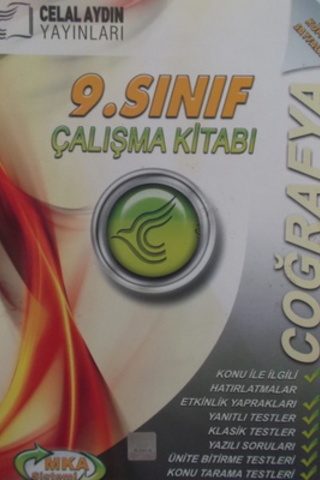 CELAL AYDIN
YAYINLARI
9.SINIF
ÇALIŞMA KİTABI
COĞRAFYA
KONU İLE İLGİLİ
HATIRLATMALAR
ETKİNLİK YAPRAKLARI
YANITLI TESTLER
KLASİK TESTLER
YAZILI SORULARI
ÜNİTE BİTİRME TESTLERİ
KONU TARAMA TESTLERİ
MKA